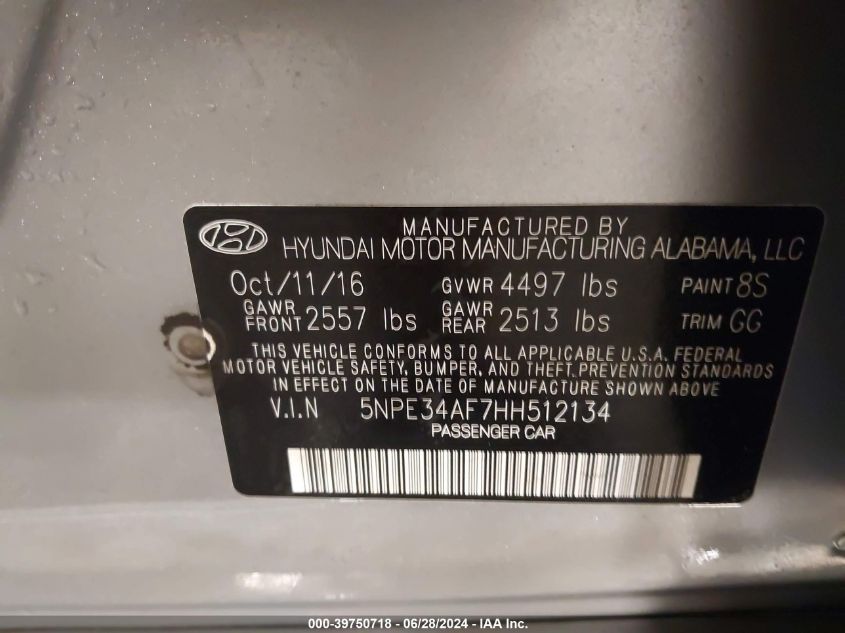 MANUFACTURED BY
HYUNDAI MOTOR MANUFACTURING ALABAMA, LLC
Oct/11/16 GVWR 4497 lbs PAINT 8S
GAWR FRONT 2557 lbs GAWR REAR 2513 lbs TRIM GG
THIS VEHICLE CONFORMS TO ALL APPLICABLE U.S.A. FEDERAL
MOTOR VEHICLE SAFETY, BUMPER, AND THEFT PREVENTION STANDARDS
IN EFFECT ON THE DATE OF MANUFACTURE SHOWN ABOVE
V.I.N 5NPE34AF7HH512134
PASSENGER CAR
000-39750718 - 06/28/2024 - IAA Inc.